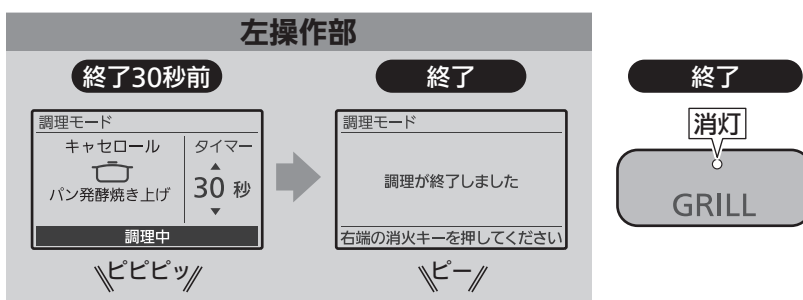 左操作部
終了30秒前
調理モード
キャセロール
パン発酵焼き上げ
タイマー
30 秒
調理中
ピピピッ
終了
調理モード
調理が終了しました
右端の消火キーを押してください
ピー
終了
消灯
GRILL